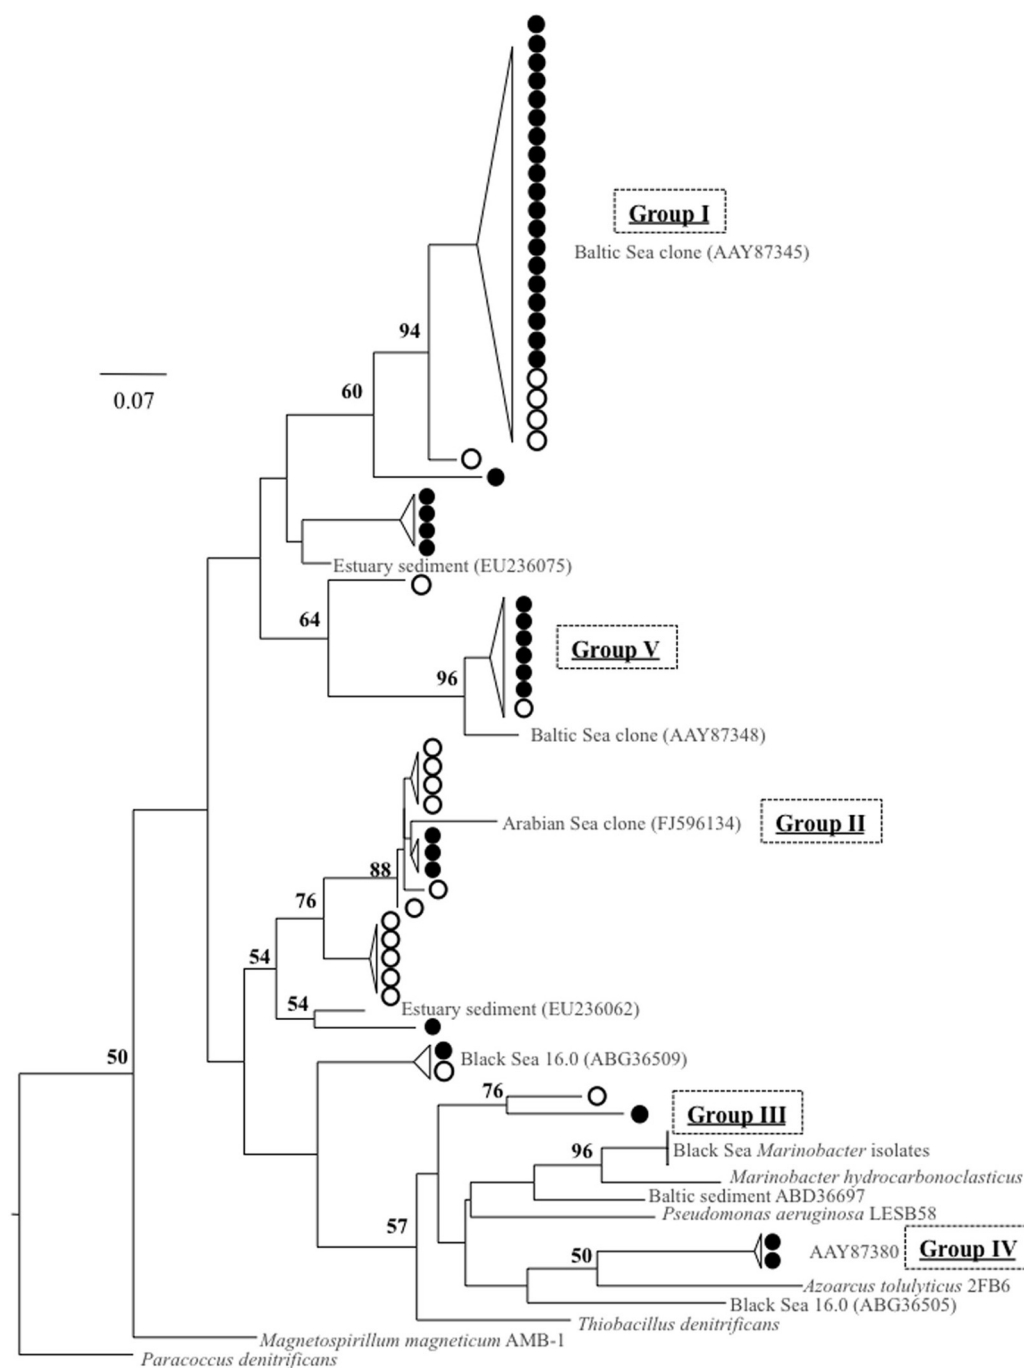 Group I
Baltic Sea clone (AAY87345)
94
60
0.07
Estuary sediment (EU236075)
64
Group V
96
Baltic Sea clone (AAY87348)
Arabian Sea clone (FJ596134)
Group II
88
76
54
54
Estuary sediment (EU236062)
50
Black Sea 16.0 (ABG36509)
76
Group III
96
Black Sea Marinobacter isolates
Marinobacter hydrocarbonoclasticus
Baltic sediment ABD36697
Pseudomonas aeruginosa LESB58
57
50
AAY87380
Group IV
Azoarcus tolulyticus 2FB6
Black Sea 16.0 (ABG36505)
Thiobacillus denitrificans
Magnetospirillum magneticum AMB-1
Paracoccus denitrificans